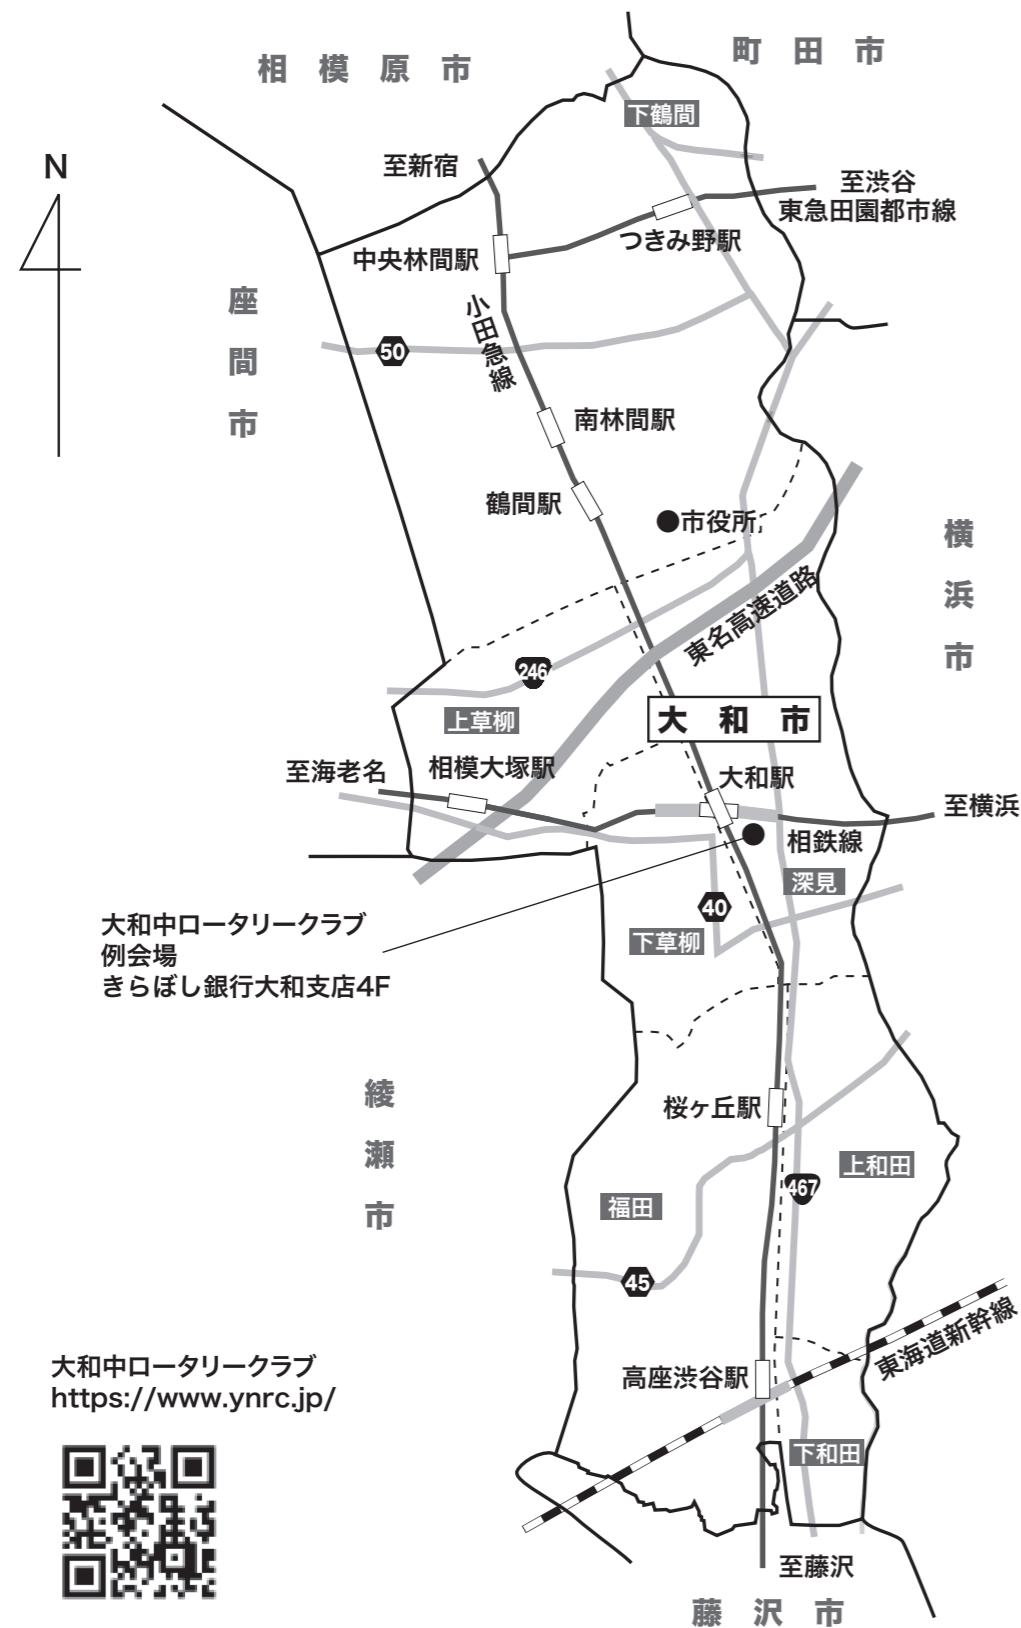 相模原市
町田市
下鶴間
N
至新宿
至渋谷
東急田園都市線
つきみ野駅
中央林間駅
小田急線
座間市
50
南林間駅
鶴間駅
市役所
横浜市
東名高速道路
246
上草柳
大和市
至海老名
相模大塚駅
大和駅
至横浜
相鉄線
深見
40
下草柳
大和中ロータリークラブ
例会場
きらぼし銀行大和支店4F
綾瀬市
桜ヶ丘駅
上和田
467
福田
45
東海道新幹線
高座渋谷駅
大和中ロータリークラブ
https://www.ynrc.jp/
下和田
至藤沢
藤沢市